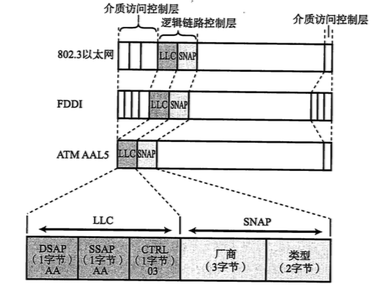 介质访问控制层
逻辑链路控制层
介质访问控制层
802.3以太网
LLC
SNAP
FDDI
LLC
SNAP
ATM AAL5
LLC
SNAP
LLC
SNAP
DSAP
(1字节)
AA
SSAP
(1字节)
AA
CTRL
(1字节)
03
厂商
(3字节)
类型
(2字节)